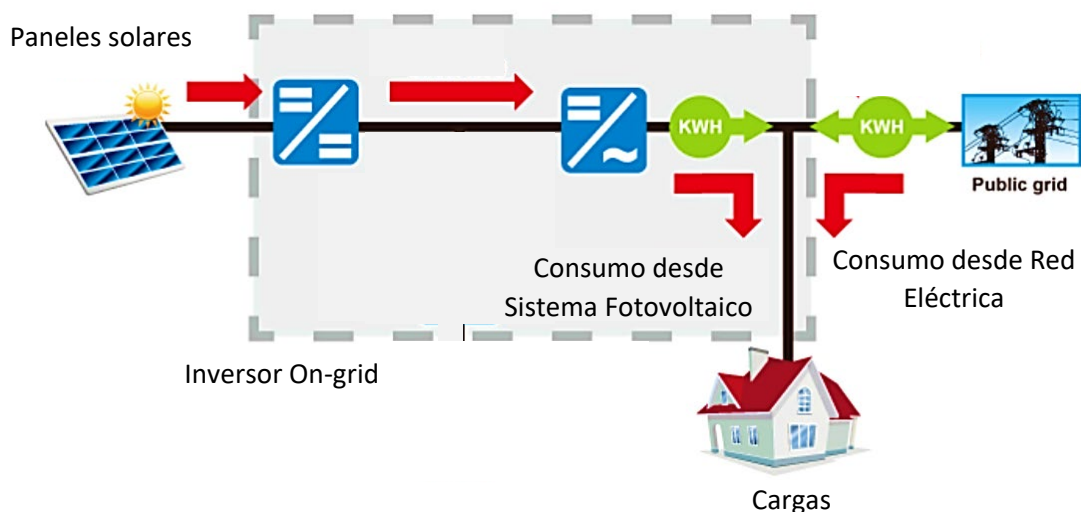 Paneles solares
KWH
KWH
Public grid
Consumo desde
Sistema Fotovoltaico
Consumo desde Red
Eléctrica
Inversor On-grid
Cargas